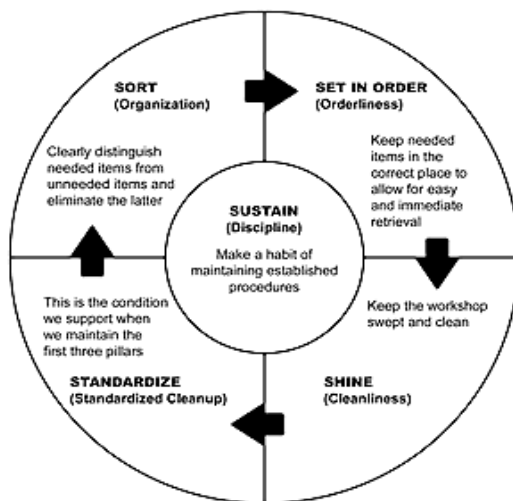 SORT
(Organization)
Clearly distinguish
needed items from
unneeded items and
eliminate the latter
SET IN ORDER
(Orderliness)
Keep needed
items in the
correct place to
allow for easy
and immediate
retrieval
SUSTAIN
(Discipline)
Make a habit of
maintaining established
procedures
This is the condition
we support when
we maintain the
first three pillars
STANDARDIZE
(Standardized Cleanup)
Keep the workshop
swept and clean
SHINE
(Cleanliness)